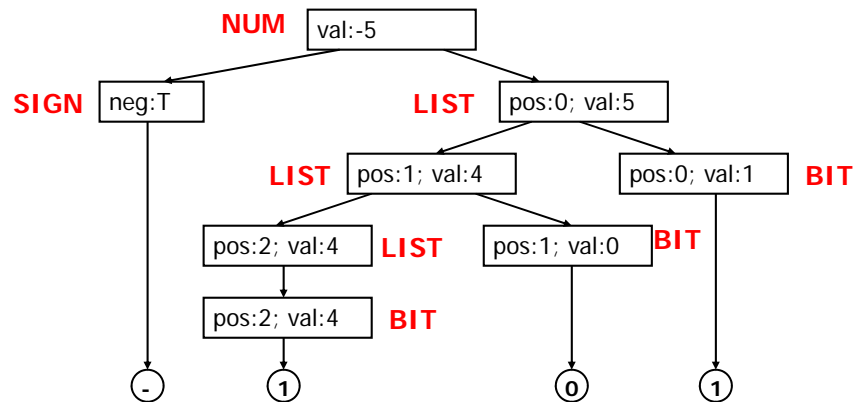 NUM val:-5
SIGN neg:T LIST pos:0; val:5
LIST pos:1; val:4 pos:0; val:1 BIT
pos:2; val:4 LIST pos:1; val:0 BIT
pos:2; val:4 BIT
- 1 0 1